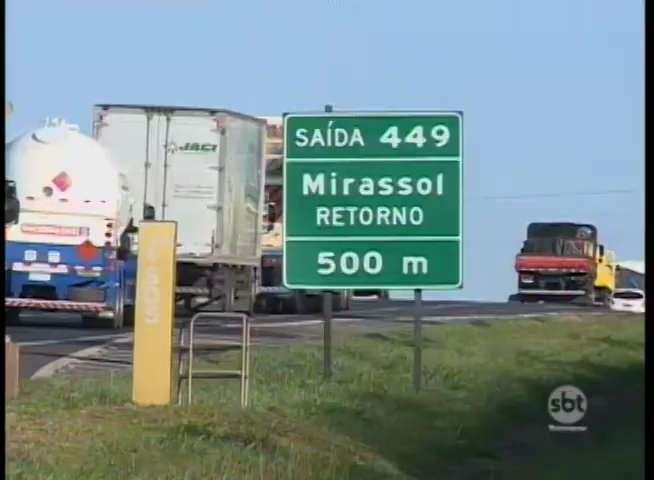 SAÍDA 449
Mirassol
RETORNO
500 m
JACI
sbt